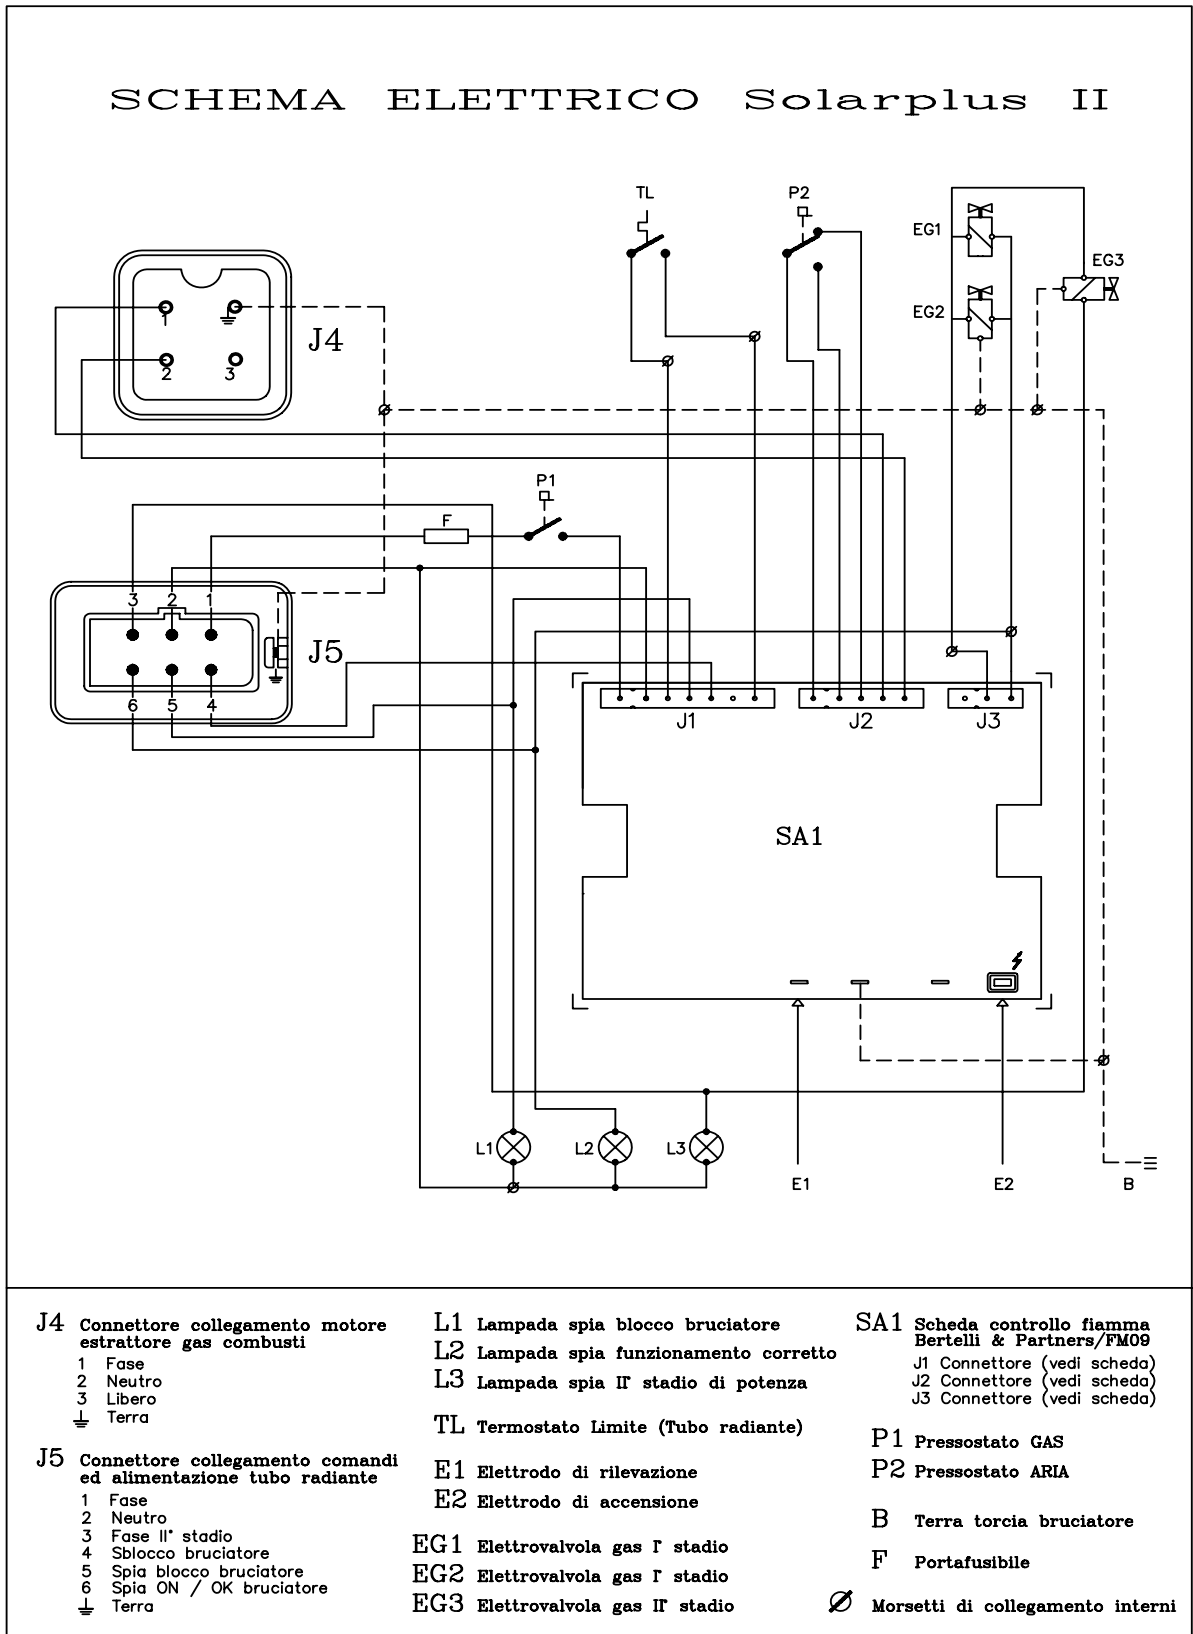 SCHEMA ELETTRICO Solarplus II
TL
P2
EG1
EG3
EG2
1
J4
2
3
P1
F
3 2 1
J5
6 5 4
J1
J2
J3
SA1
L1
L2
L3
E1
E2
B
J4 Connettore collegamento motore
estrattore gas combusti
1 Fase
2 Neutro
3 Libero
Terra
J5 Connettore collegamento comandi
ed alimentazione tubo radiante
1 Fase
2 Neutro
3 Fase II° stadio
4 Sblocco bruciatore
5 Spia blocco bruciatore
6 Spia ON / OK bruciatore
Terra
L1 Lampada spia blocco bruciatore
L2 Lampada spia funzionamento corretto
L3 Lampada spia II° stadio di potenza
TL Termostato Limite (Tubo radiante)
E1 Elettrodo di rilevazione
E2 Elettrodo di accensione
EG1 Elettrovalvola gas I° stadio
EG2 Elettrovalvola gas I° stadio
EG3 Elettrovalvola gas II° stadio
SA1 Scheda controllo fiamma
Bertelli & Partners/FM09
J1 Connettore (vedi scheda)
J2 Connettore (vedi scheda)
J3 Connettore (vedi scheda)
P1 Pressostato GAS
P2 Pressostato ARIA
B Terra torcia bruciatore
F Portafusibile
Morsetti di collegamento interni